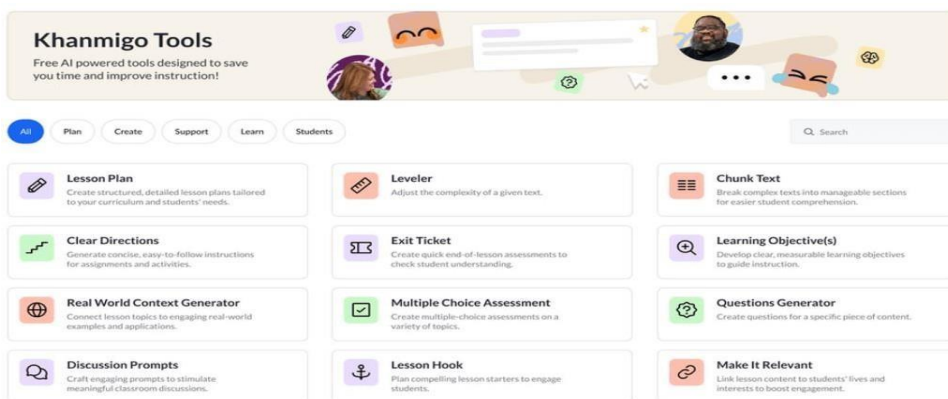 Khanmigo Tools
Free AI powered tools designed to save
you time and improve instruction!
All
Plan
Create
Support
Learn
Students
Search
Lesson Plan
Create structured, detailed lesson plans tailored
to your curriculum and students' needs.
Leveler
Adjust the complexity of a given text.
Chunk Text
Break complex texts into manageable sections
for easier student comprehension.
Clear Directions
Generate concise, easy-to-follow instructions
for assignments and activities.
Exit Ticket
Create quick end-of-lesson assessments to
check student understanding.
Learning Objective(s)
Develop clear, measurable learning objectives
to guide instruction.
Real World Context Generator
Connect lesson topics to engaging real-world
examples and applications.
Multiple Choice Assessment
Create multiple-choice assessments on a
variety of topics.
Questions Generator
Create questions for a specific piece of content.
Discussion Prompts
Craft engaging prompts to stimulate
meaningful classroom discussions.
Lesson Hook
Plan compelling lesson starters to engage
students.
Make It Relevant
Link lesson content to students' lives and
interests to boost engagement.